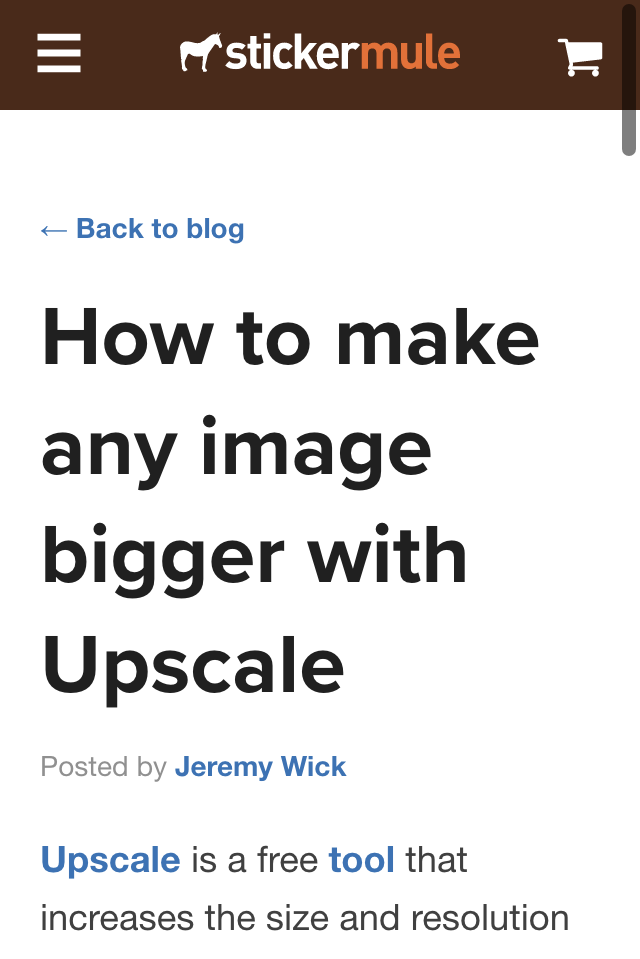 stickermule
← Back to blog
How to make
any image
bigger with
Upscale
Posted by Jeremy Wick
Upscale is a free tool that
increases the size and resolution